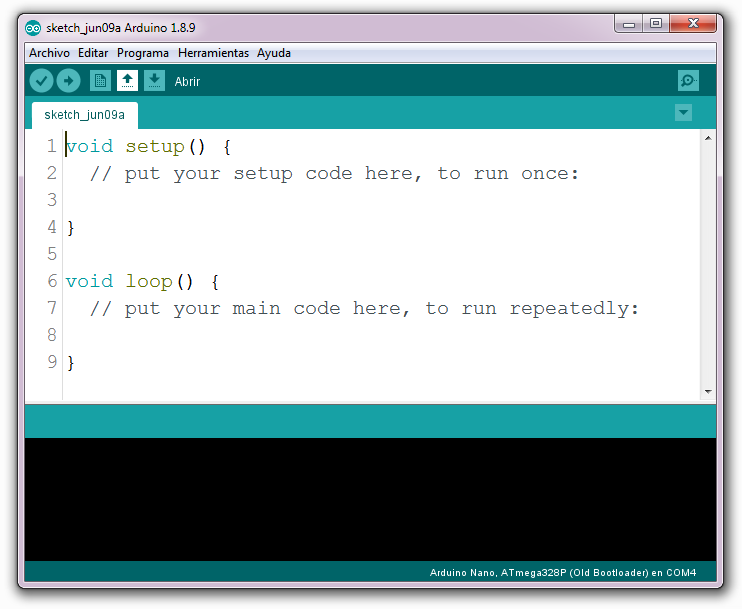 sketch_jun09a Arduino 1.8.9
Archivo Editar Programa Herramientas Ayuda
Abrir
sketch_jun09a
1 void setup() {
2   // put your setup code here, to run once:
3
4 }
5
6 void loop() {
7   // put your main code here, to run repeatedly:
8
9 }
Arduino Nano, ATmega328P (Old Bootloader) en COM4